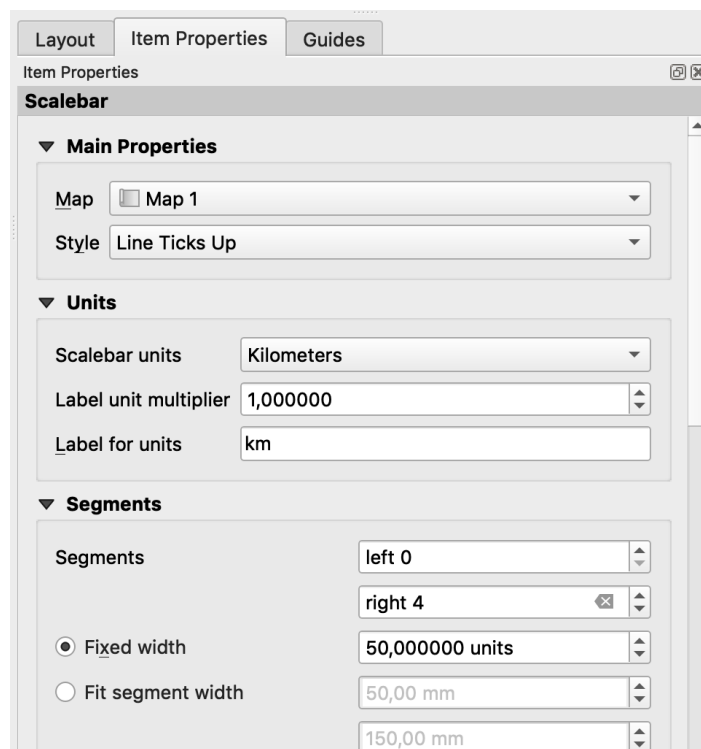 Layout Item Properties Guides
Item Properties
Scalebar
Main Properties
Map Map 1
Style Line Ticks Up
Units
Scalebar units Kilometers
Label unit multiplier 1,000000
Label for units km
Segments
Segments left 0
right 4
Fixed width 50,000000 units
Fit segment width 50,00 mm
150,00 mm